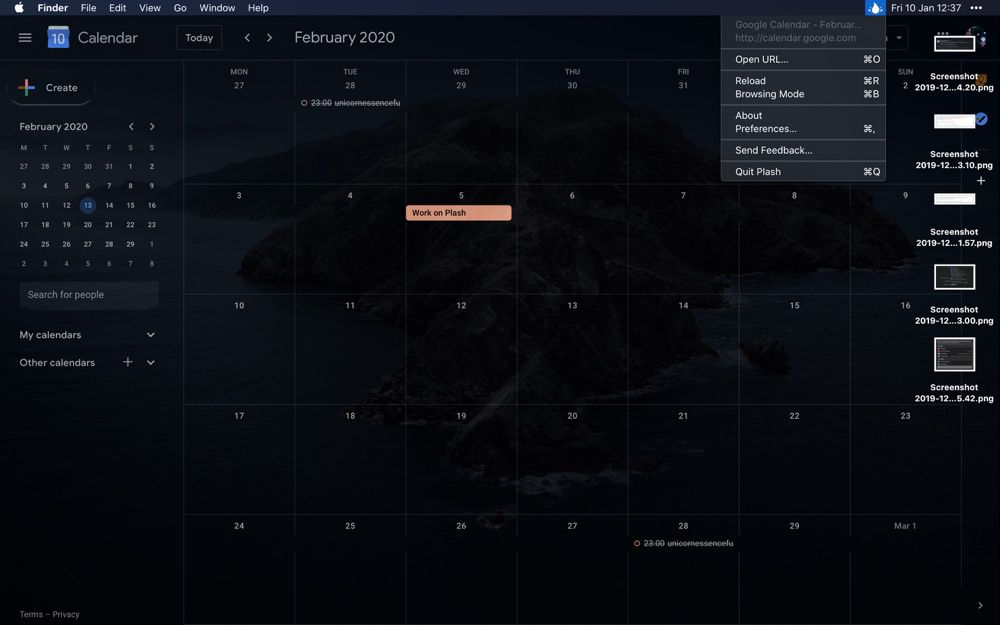 Finder File Edit View Go Window Help Fri 10 Jan 12:37
10 Calendar Today February 2020
Google Calendar - Februar...
http://calendar.google.com
Open URL... ⌘O
Reload ⌘R
Browsing Mode ⌘B
About
Preferences... ⌘,
Send Feedback...
Quit Plash ⌘Q
Create
February 2020
M T W T F S S
27 28 29 30 31 1 2
3 4 5 6 7 8 9
10 11 12 13 14 15 16
17 18 19 20 21 22 23
24 25 26 27 28 29 1
2 3 4 5 6 7 8
Search for people
My calendars
Other calendars
Terms – Privacy
MON TUE WED THU FRI SUN
27 28 29 30 31 2
23:00 unicornessencefu
3 4 5 6 7 8 9
Work on Plash
10 11 12 13 14 15 16
17 18 19 20 21 22 23
24 25 26 27 28 29 Mar 1
23:00 unicornessencefu
Screenshot
2019-12...4.20.png
Screenshot
2019-12...3.10.png
Screenshot
2019-12...1.57.png
Screenshot
2019-12...3.00.png
Screenshot
2019-12...5.42.png